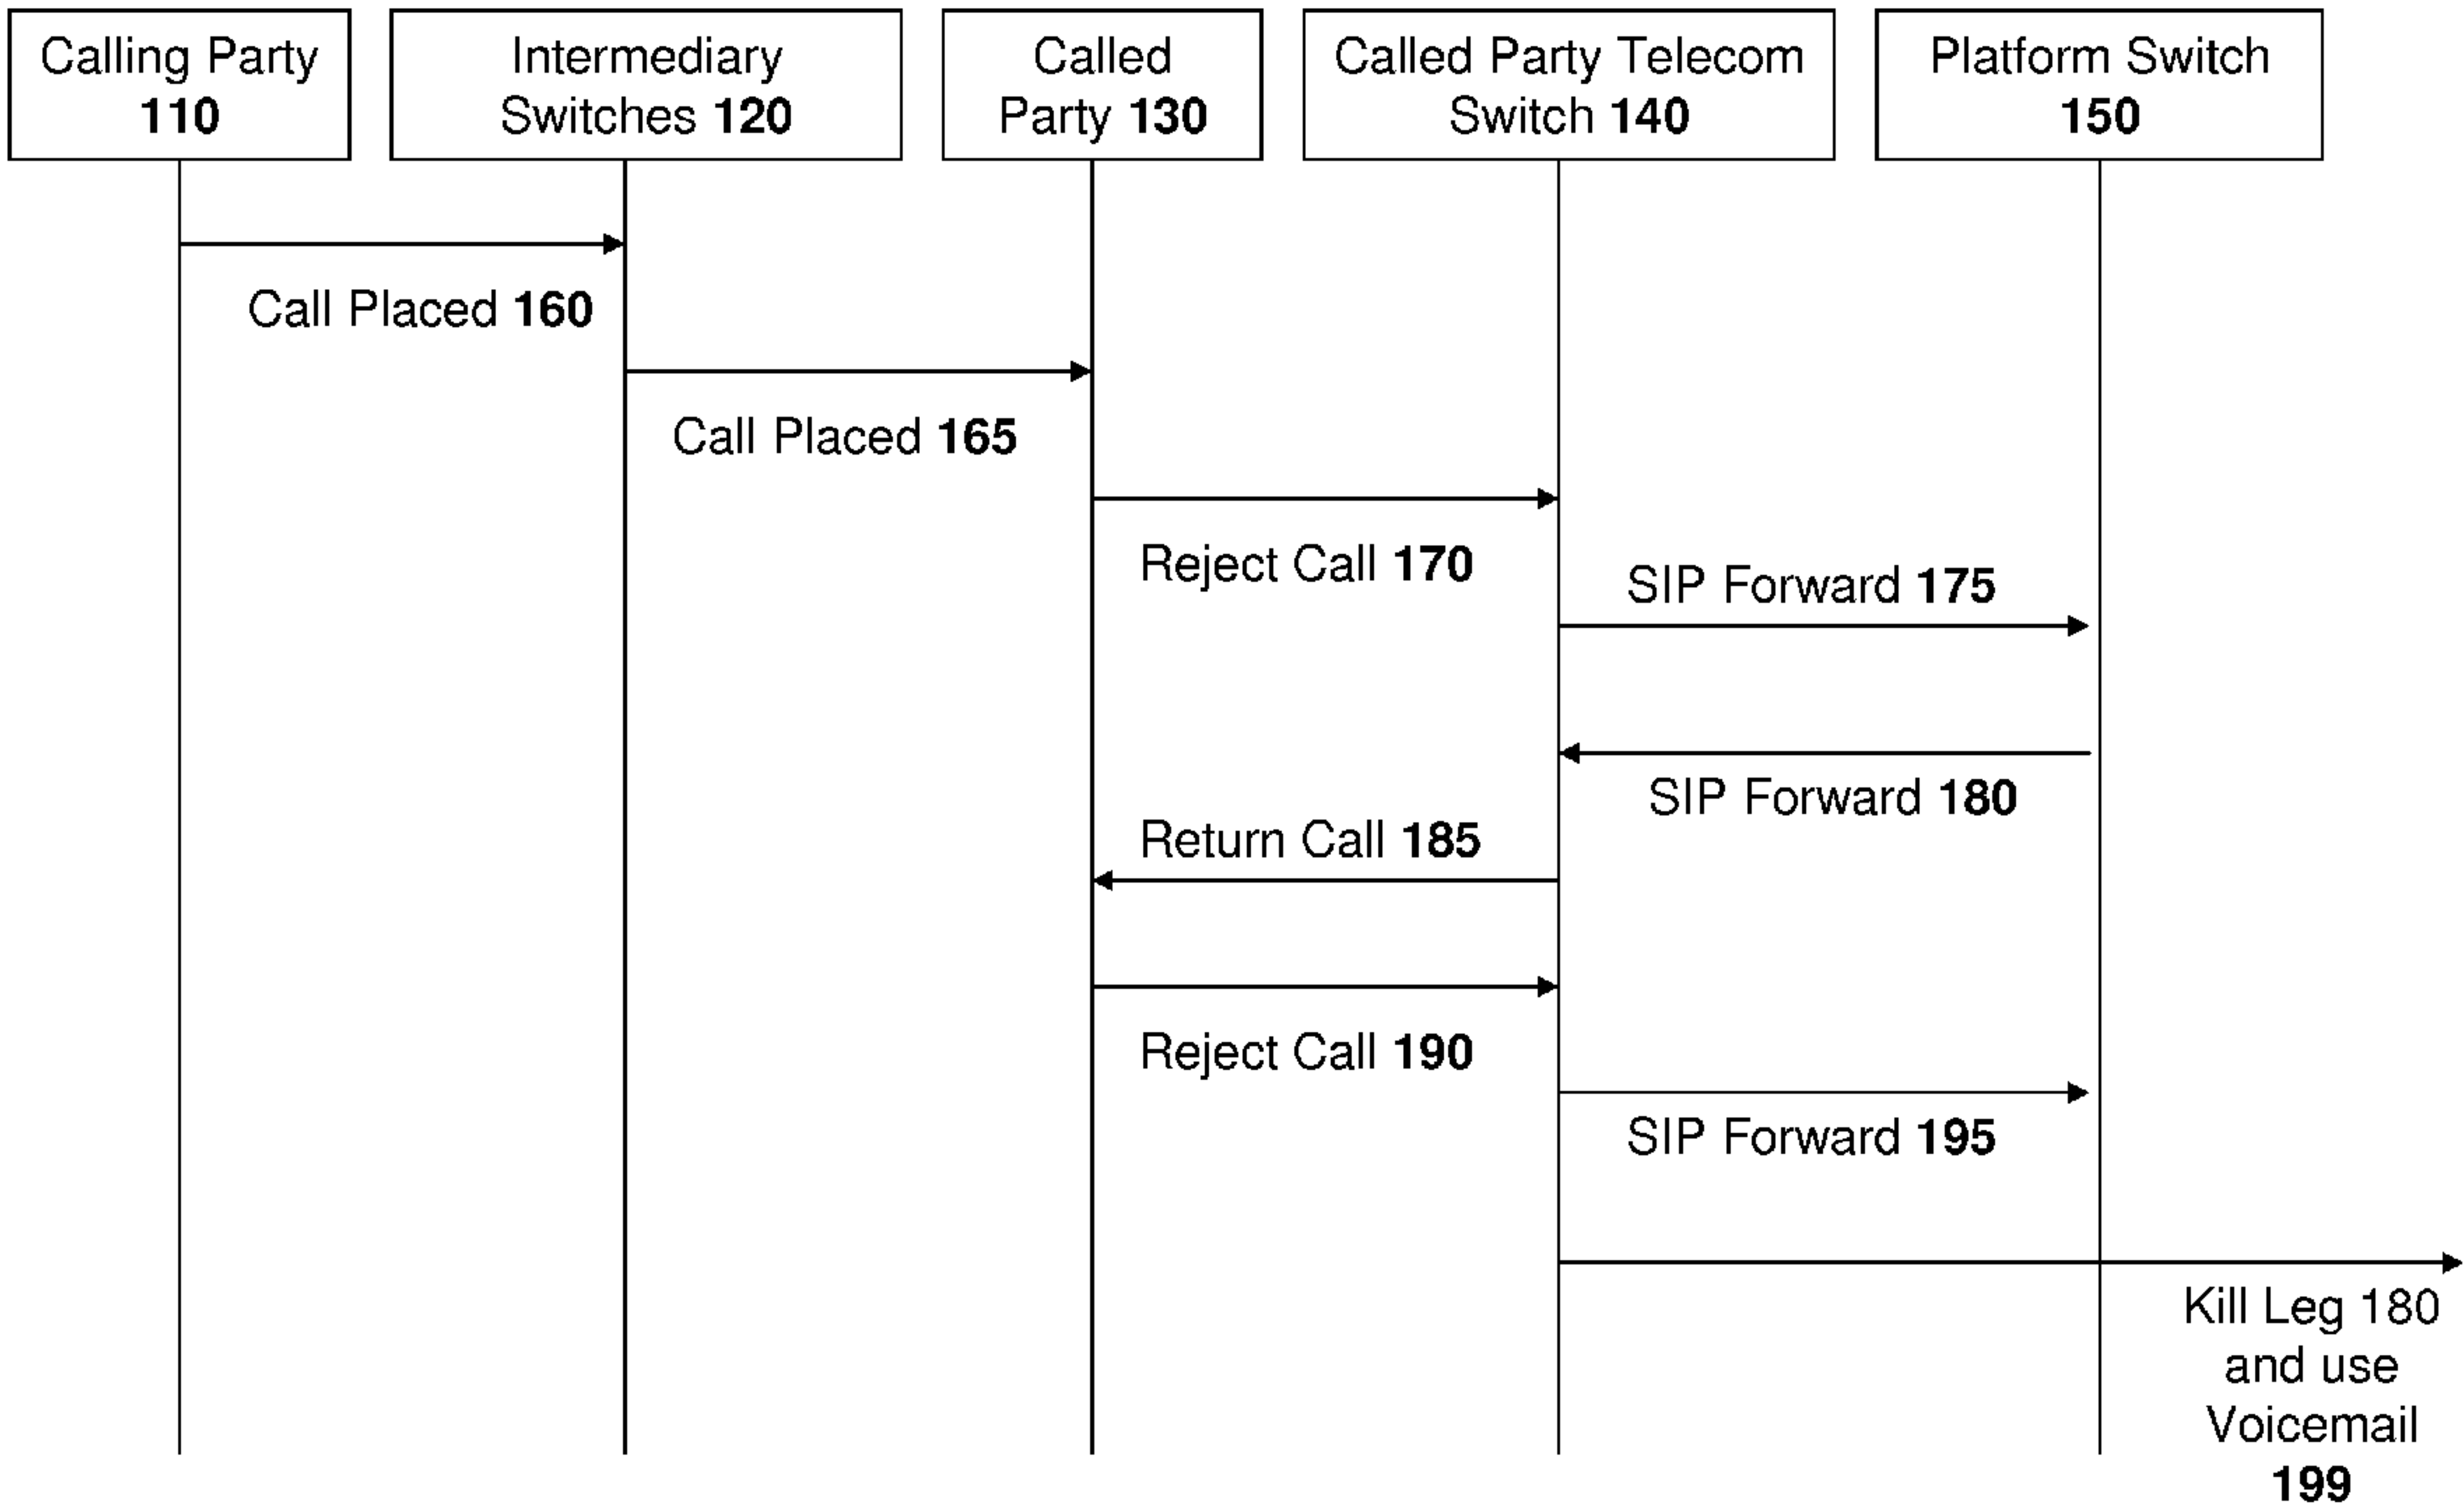 Calling Party
110
Intermediary
Switches 120
Called
Party 130
Called Party Telecom
Switch 140
Platform Switch
150
Call Placed 160
Call Placed 165
Reject Call 170
SIP Forward 175
SIP Forward 180
Return Call 185
Reject Call 190
SIP Forward 195
Kill Leg 180
and use
Voicemail
199